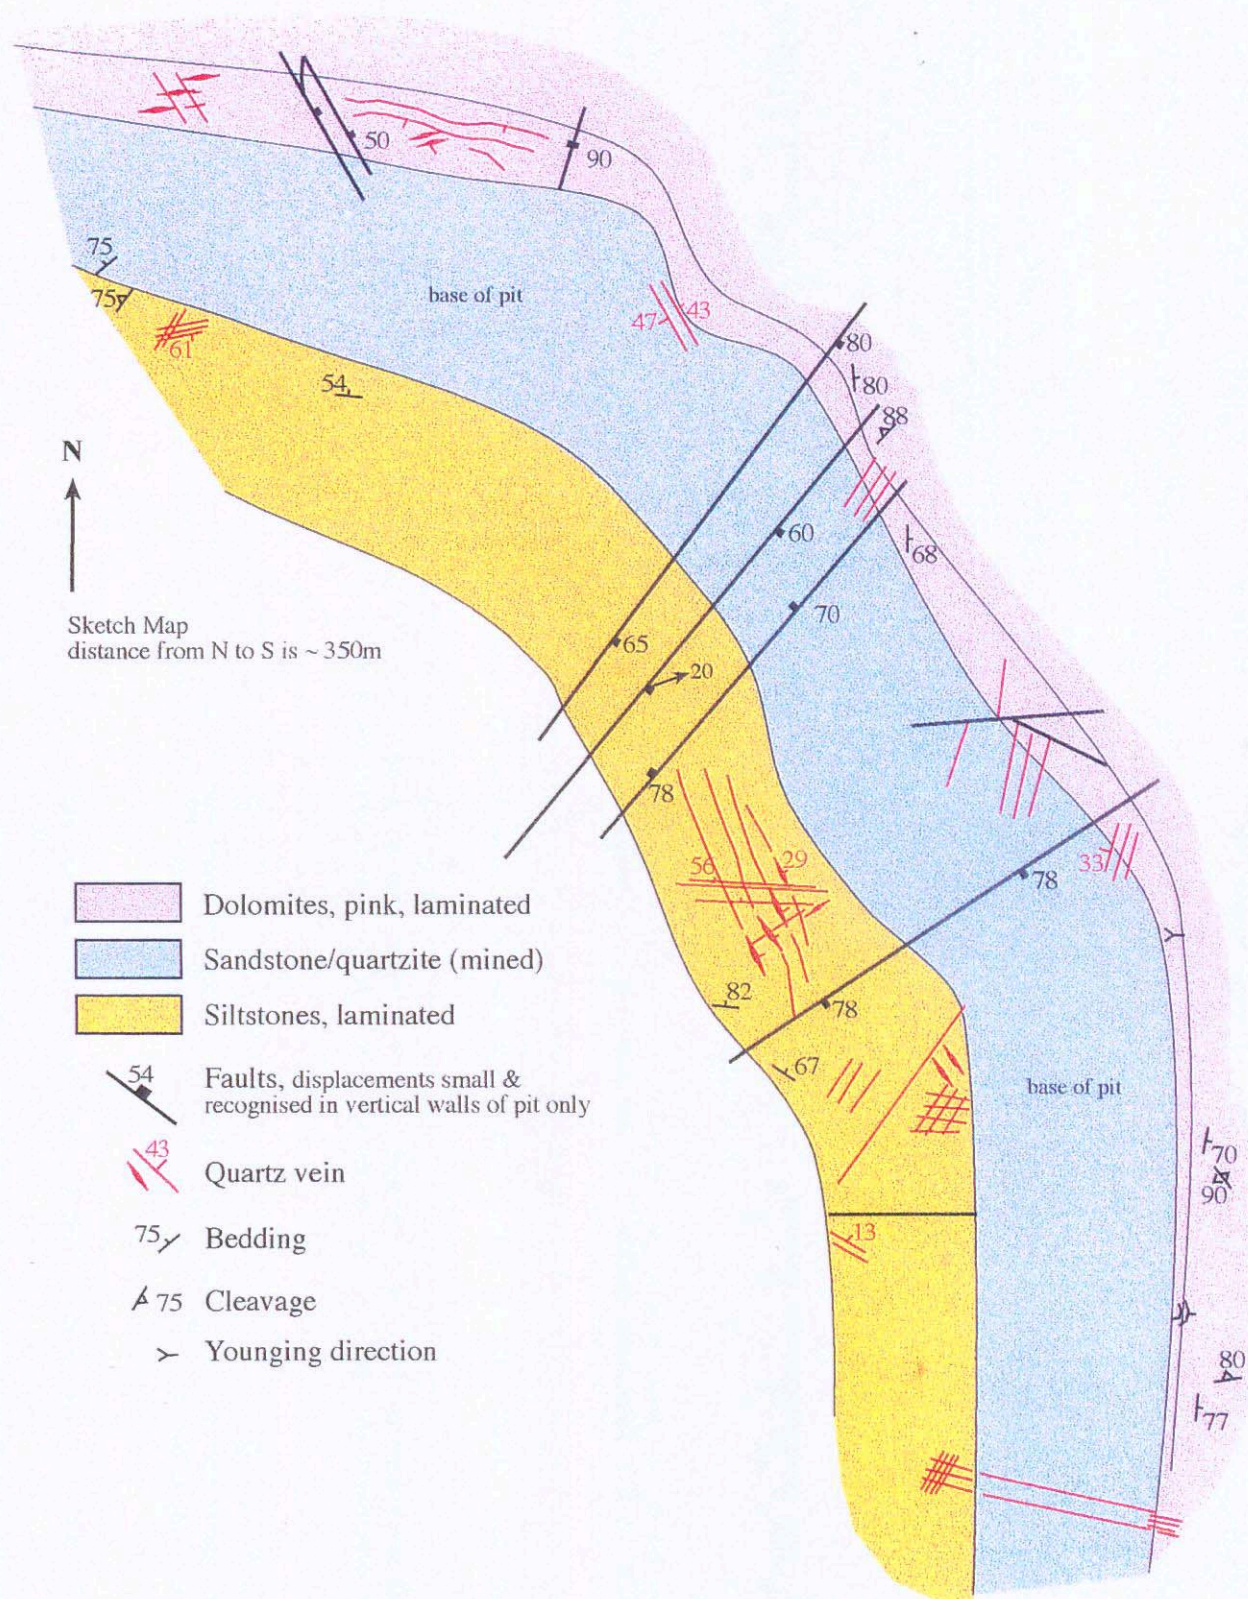 50
90
75
75
base of pit
47
43
61
80
54
80
88
N
60
68
Sketch Map
distance from N to S is ~ 350m
70
65
20
78
56
29
33
78
Dolomites, pink, laminated
Sandstone/quartzite (mined)
82
78
Siltstones, laminated
67
54
Faults, displacements small &
recognised in vertical walls of pit only
base of pit
43
Quartz vein
70
90
75
Bedding
13
75
Cleavage
Younging direction
80
77